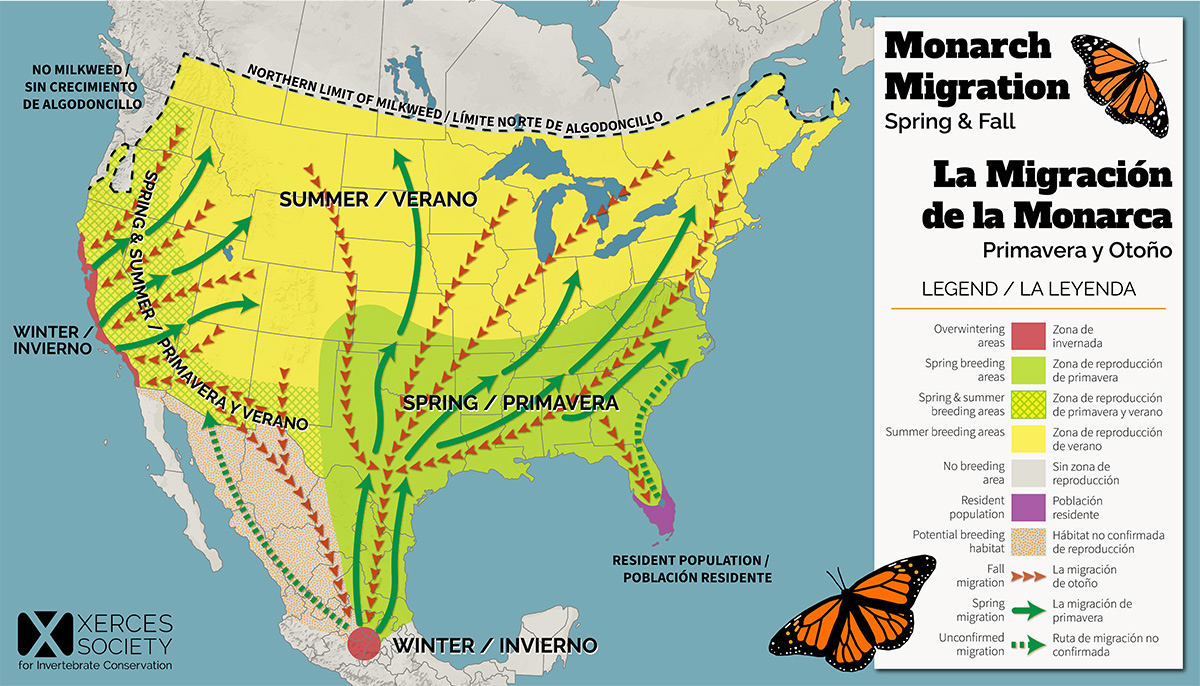 NO MILKWEED /
SIN CRECIMIENTO
DE ALGODONCILLO
NORTHERN LIMIT OF MILKWEED / LÍMITE NORTE DE ALGODONCILLO
SUMMER / VERANO
SPRING & SUMMER / PRIMAVERA Y VERANO
WINTER /
INVIERNO
SPRING / PRIMAVERA
RESIDENT POPULATION /
POBLACIÓN RESIDENTE
WINTER / INVIERNO
XERCES
SOCIETY
for Invertebrate Conservation
Monarch
Migration
Spring & Fall
La Migración
de la Monarca
Primavera y Otoño
LEGEND / LA LEYENDA
Overwintering
areas
Zona de
invernada
Spring breeding
areas
Zona de reproducción
de primavera
Spring & summer
breeding areas
Zona de reproducción
de primavera y verano
Summer breeding areas
Zona de reproducción
de verano
No breeding
area
Sin zona de
reproducción
Resident
population
Población
residente
Potential breeding
habitat
Hábitat no confirmada
de reproducción
Fall
migration
La migración
de otoño
Spring
migration
La migración de
primavera
Unconfirmed
migration
Ruta de migración no
confirmada